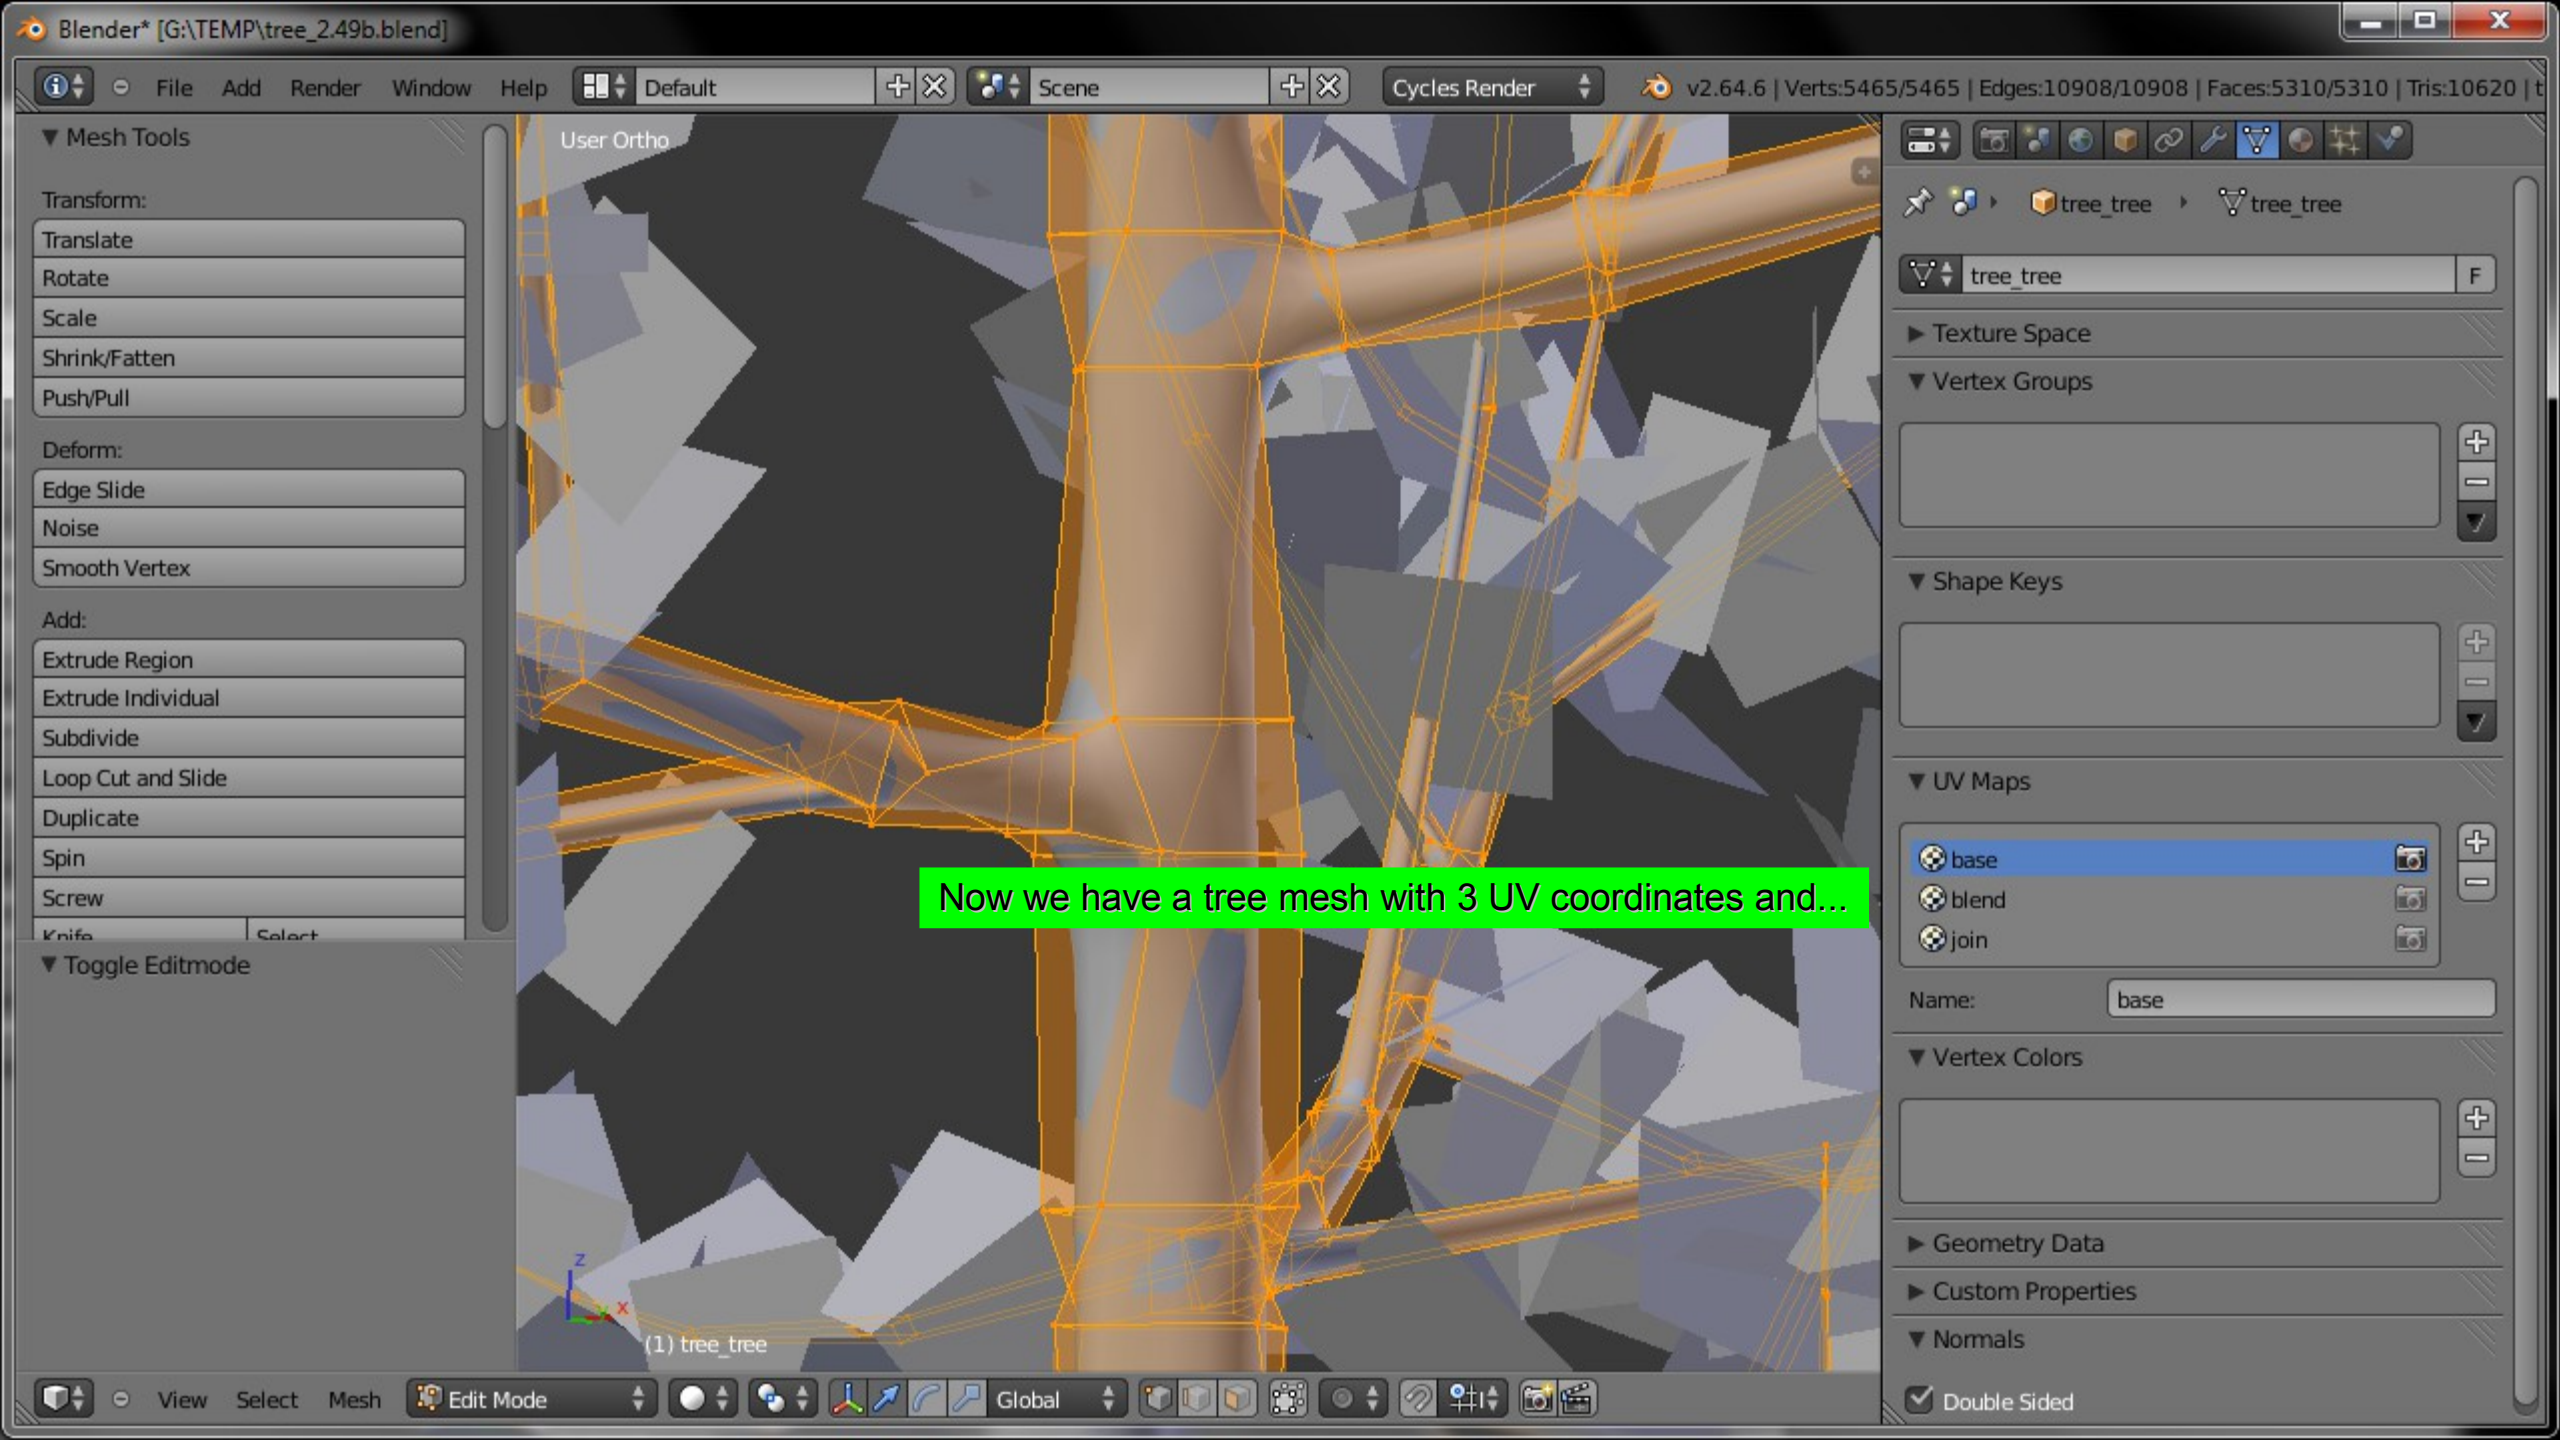 Blender* [G:\TEMP\tree_2.49b.blend]
File Add Render Window Help Default Scene Cycles Render v2.64.6 | Verts:5465/5465 | Edges:10908/10908 | Faces:5310/5310 | Tris:10620 | t
Mesh Tools
Transform:
Translate
Rotate
Scale
Shrink/Fatten
Push/Pull
Deform:
Edge Slide
Noise
Smooth Vertex
Add:
Extrude Region
Extrude Individual
Subdivide
Loop Cut and Slide
Duplicate
Spin
Screw
Knife Select
Toggle Editmode
User Ortho
Now we have a tree mesh with 3 UV coordinates and...
z
y x
(1) tree_tree
View Select Mesh Edit Mode Global
tree_tree tree_tree
tree_tree F
Texture Space
Vertex Groups
Shape Keys
UV Maps
base
blend
join
Name: base
Vertex Colors
Geometry Data
Custom Properties
Normals
Double Sided